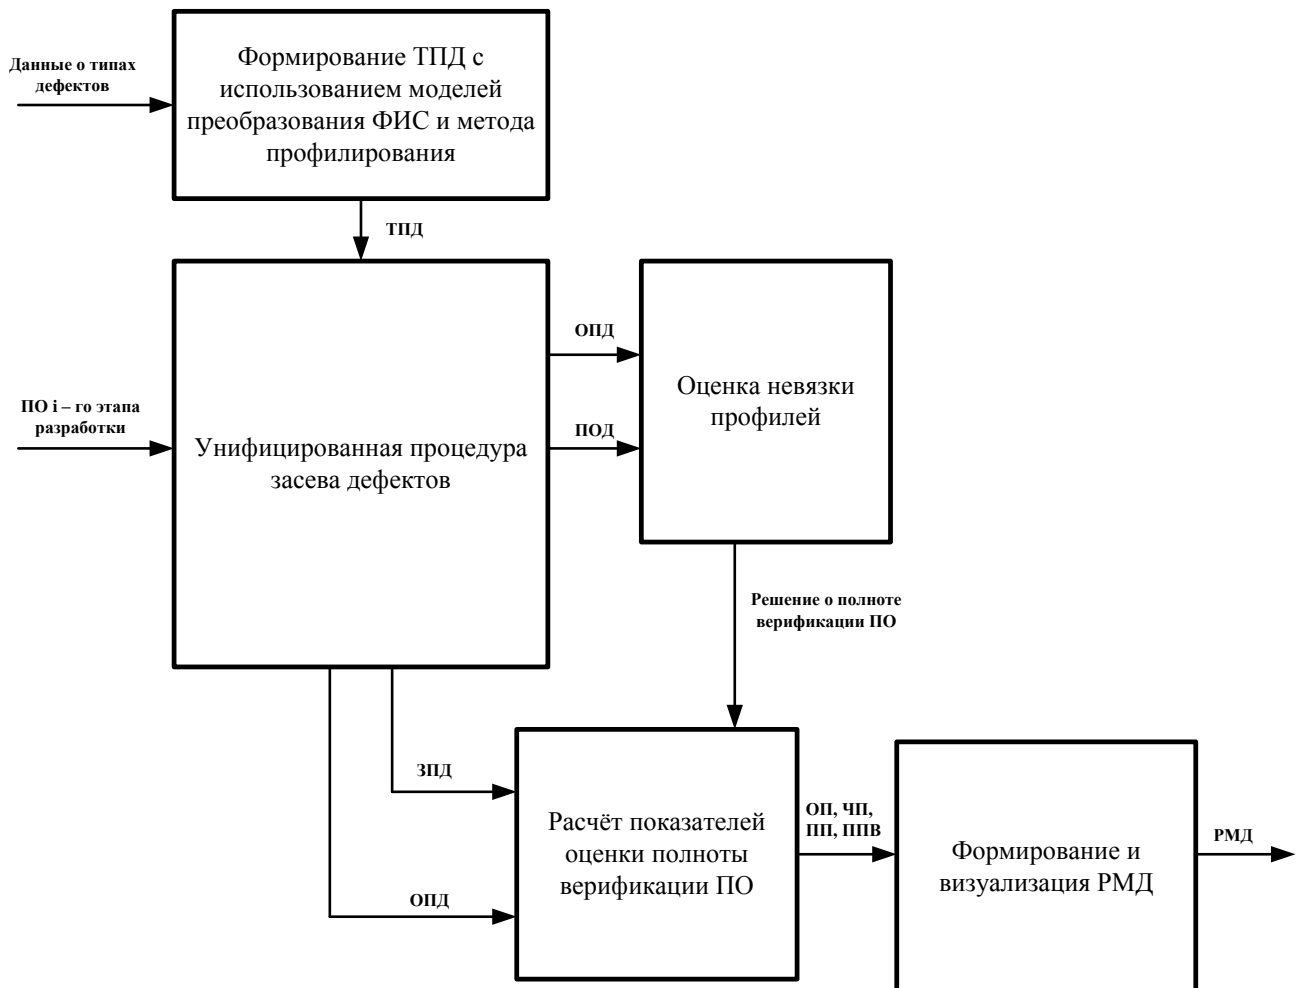 Данные о типах
дефектов
Формирование ТПД с
использованием моделей
преобразования ФИС и метода
профилирования
ТПД
ПО i – го этапа
разработки
Унифицированная процедура
засева дефектов
ОПД
ПОД
Оценка невязки
профилей
Решение о полноте
верификации ПО
ЗПД
ОПД
Расчёт показателей
оценки полноты
верификации ПО
ОП, ЧП,
ПП, ППВ
Формирование и
визуализация РМД
РМД